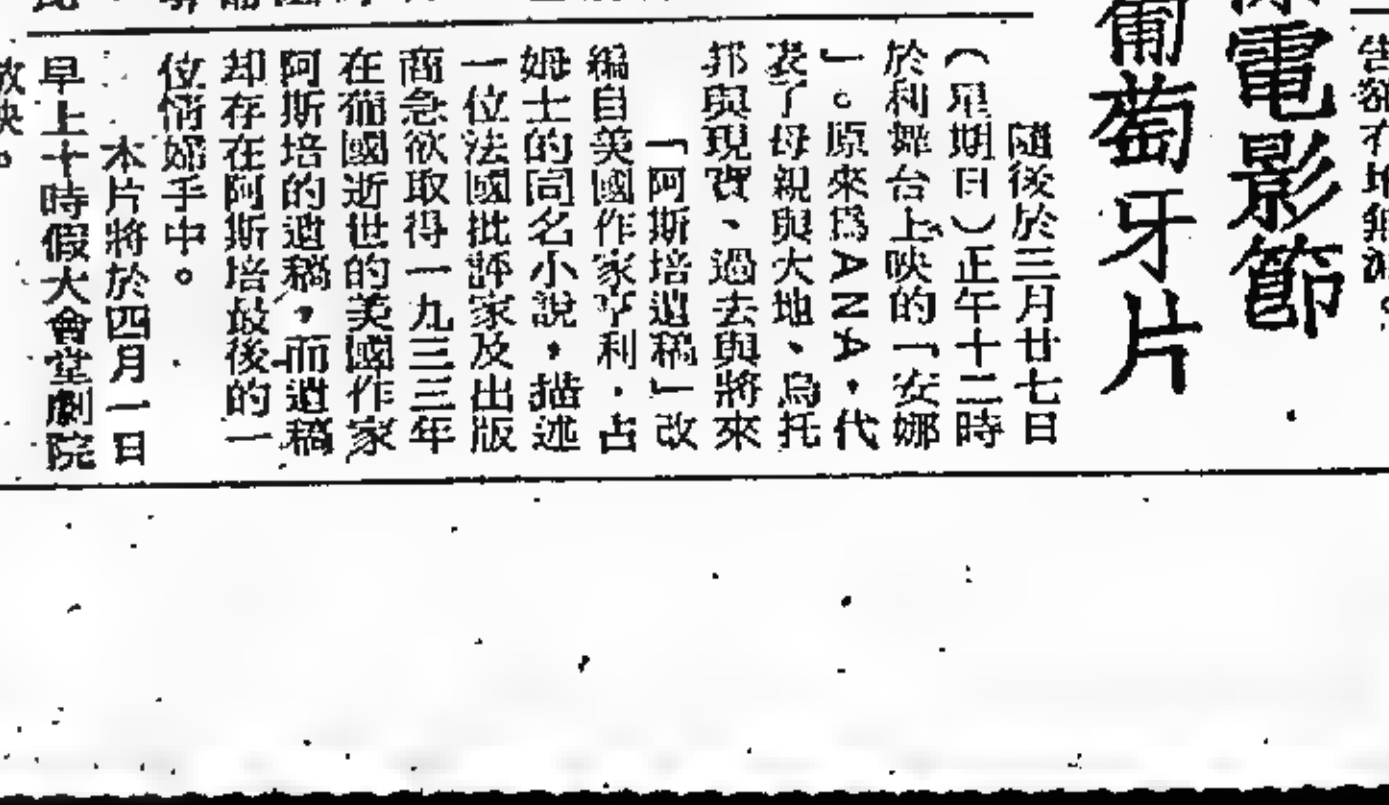 電影節
葡萄牙片
隨後於三月廿七日
（星期日）正午十二時
於利舞台上映的「安娜
」。原來爲ＡＮＡ，代
表了母親與大地、烏托
邦與現實、過去與將來
「阿斯培遺稿」改
編自美國作家亨利．占
姆士的同名小說，描述
一位法國批評家及出版
商急欲取得一九三三年
在葡國逝世的美國作家
阿斯培的遺稿，而遺稿
却存在阿斯培最後的一
位情婦手中。
本片將於四月一日
早上十時假大會堂劇院
放映。